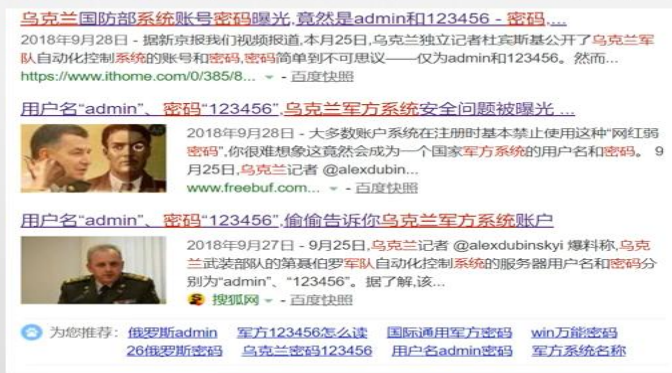 乌克兰国防部系统账号密码曝光,竟然是admin和123456 - 密码,...
2018年9月28日 - 据新京报我们视频报道,本月25日,乌克兰独立记者杜宾斯基公开了乌克兰军
队自动化控制系统的账号和密码,密码简单到不可思议——仅为admin和123456。然而...
https://www.ithome.com/0/385/8... - 百度快照
用户名“admin”、密码“123456”,乌克兰军方系统安全问题被曝光 ...
2018年9月28日 - 大多数账户系统在注册时基本禁止使用这种“网红弱
密码”,你很难想象这竟然会成为一个国家军方系统的用户名和密码。 9
月25日,乌克兰记者 @alexdubin...
www.freebuf.com... - 百度快照
用户名“admin”、密码“123456”,偷偷告诉你乌克兰军方系统账户
2018年9月27日 - 9月25日,乌克兰记者 @alexdubinskyi 爆料称,乌克
兰武装部队的第聂伯罗军队自动化控制系统的服务器用户名和密码分
别为“admin”、“123456”。据了解,该...
搜狐网 - 百度快照
为您推荐: 俄罗斯admin 军方123456怎么读 国际通用军方密码 win万能密码
26俄罗斯密码 乌克兰密码123456 用户名admin密码 军方系统名称